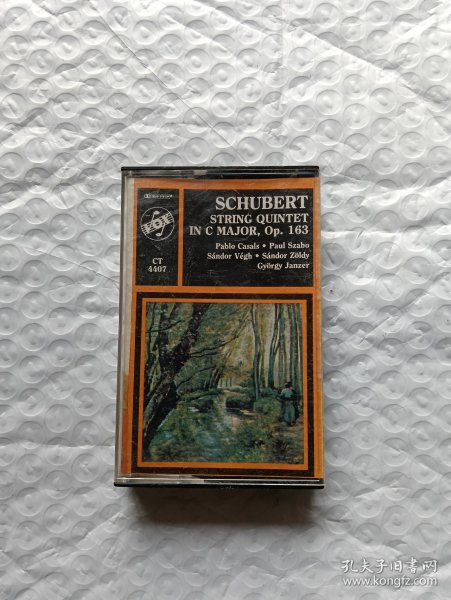 SCHUBERT
STRING QUINTET
IN C MAJOR, Op. 163
Pablo Casals • Paul Szabo
Sándor Végh • Sándor Zöldy
György Janzer
VOX
CT
4407
孔夫子旧书网
www.kongfz.com